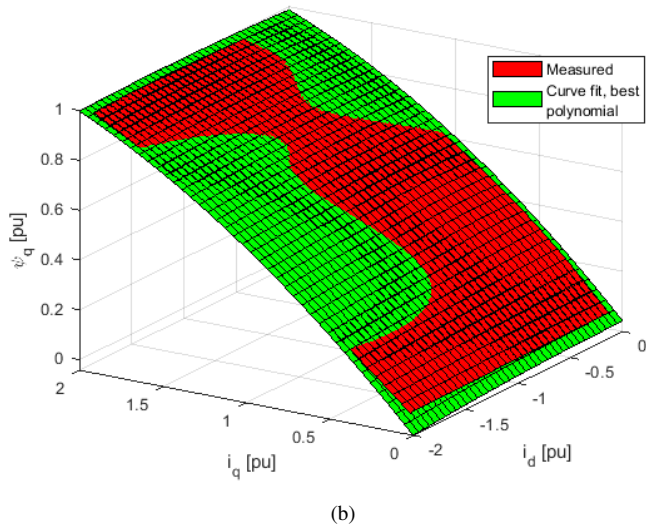 Measured
Curve fit, best
polynomial
1
0.8
0.6
0.4
0.2
0
ψq [pu]
2
1.5
1
0.5
0
iq [pu]
-2
-1.5
-1
-0.5
0
id [pu]
(b)